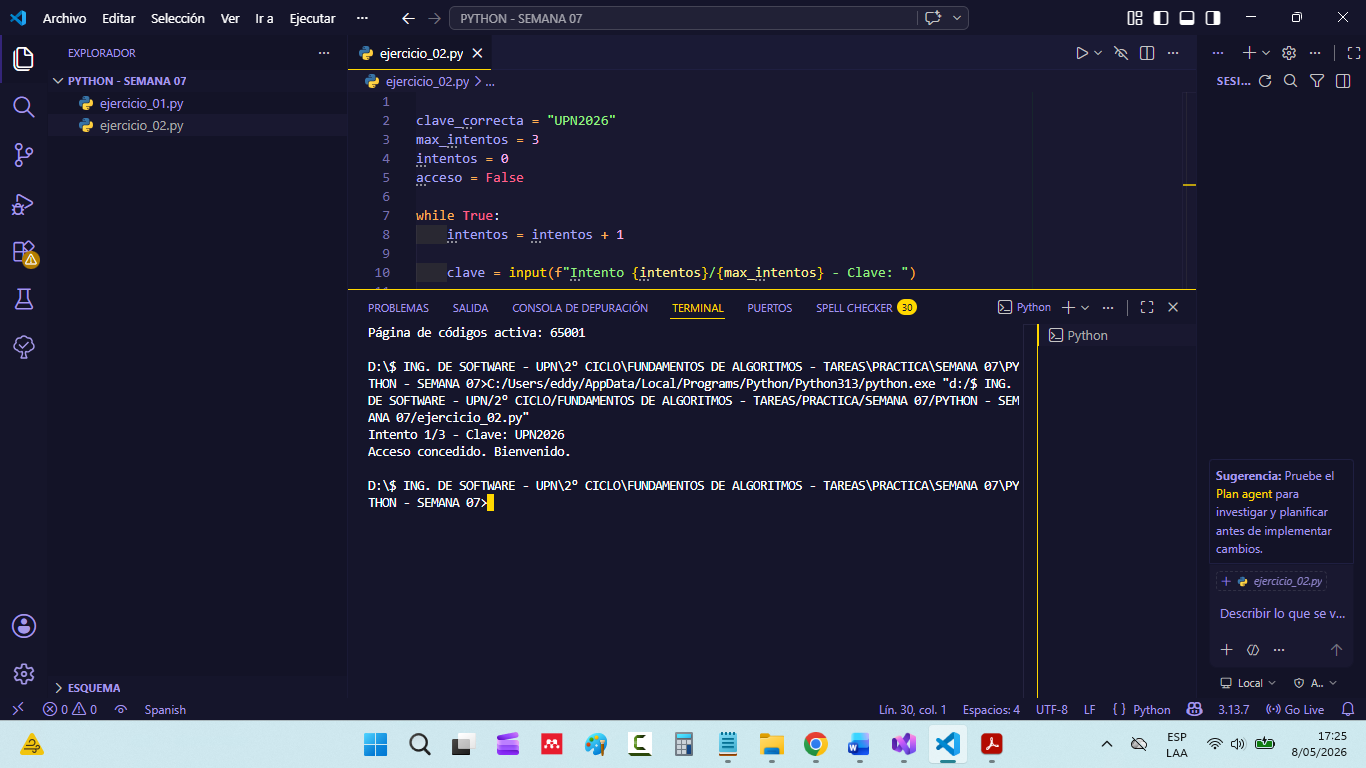 Archivo Editar Selección Ver Ir a Ejecutar ···
PYTHON - SEMANA 07
EXPLORADOR ···
PYTHON - SEMANA 07
ejercicio_01.py
ejercicio_02.py
ESQUEMA
ejercicio_02.py
ejercicio_02.py > ...
1
2 clave_correcta = "UPN2026"
3 max_intentos = 3
4 intentos = 0
5 acceso = False
6
7 while True:
8 intentos = intentos + 1
9
10 clave = input(f"Intento {intentos}/{max_intentos} - Clave: ")
PROBLEMAS SALIDA CONSOLA DE DEPURACIÓN TERMINAL PUERTOS SPELL CHECKER 30
Python
Python
Página de códigos activa: 65001
D:\$ ING. DE SOFTWARE - UPN\2º CICLO\FUNDAMENTOS DE ALGORITMOS - TAREAS\PRACTICA\SEMANA 07\PY
THON - SEMANA 07>C:/Users/eddy/AppData/Local/Programs/Python/Python313/python.exe "d:/$ ING.
DE SOFTWARE - UPN/2º CICLO/FUNDAMENTOS DE ALGORITMOS - TAREAS/PRACTICA/SEMANA 07/PYTHON - SEM
ANA 07/ejercicio_02.py"
Intento 1/3 - Clave: UPN2026
Acceso concedido. Bienvenido.
D:\$ ING. DE SOFTWARE - UPN\2º CICLO\FUNDAMENTOS DE ALGORITMOS - TAREAS\PRACTICA\SEMANA 07\PY
THON - SEMANA 07>
SESI...
Sugerencia: Pruebe el
Plan agent para
investigar y planificar
antes de implementar
cambios.
ejercicio_02.py
Describir lo que se v...
Local A..
0 0 Spanish
Lín. 30, col. 1 Espacios: 4 UTF-8 LF { } Python 3.13.7 Go Live
ESP
LAA
17:25
8/05/2026